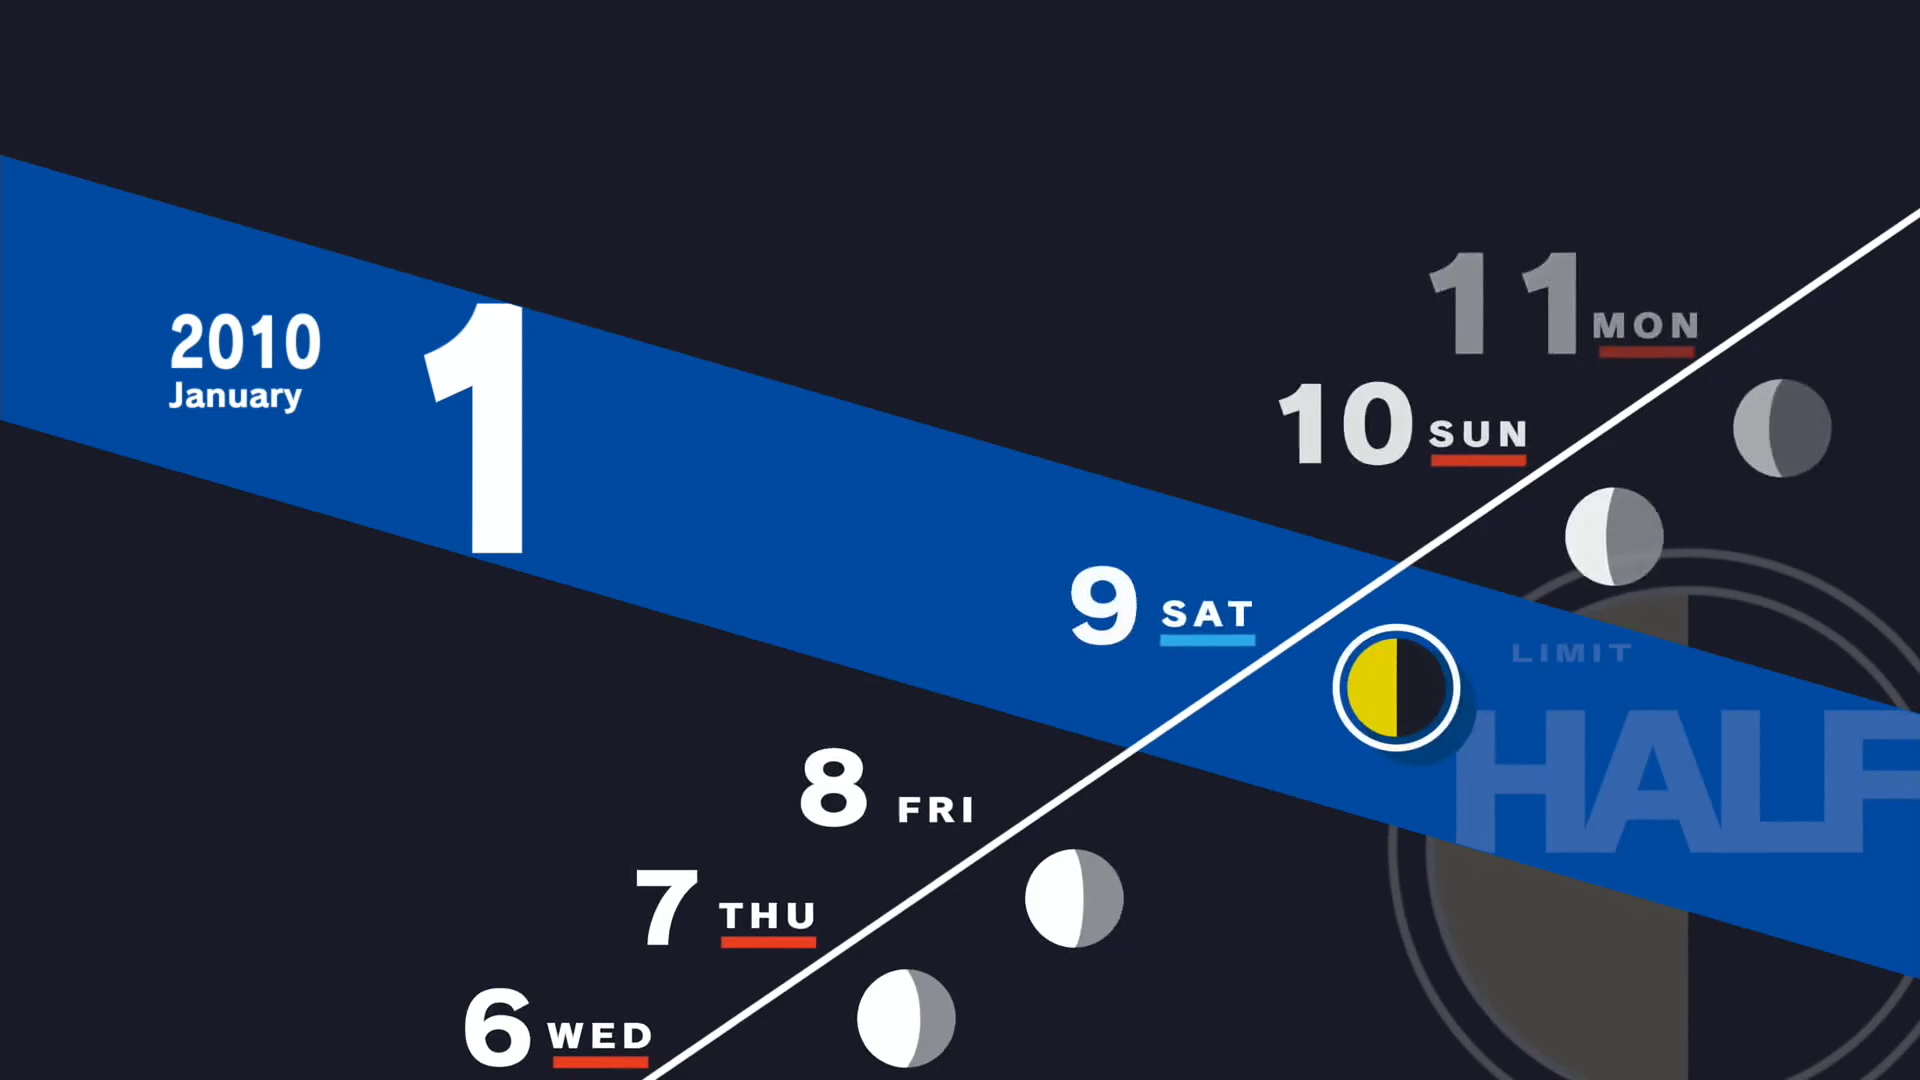 2010
January
1
11 MON
10 SUN
9 SAT
LIMIT
HALF
8 FRI
7 THU
6 WED